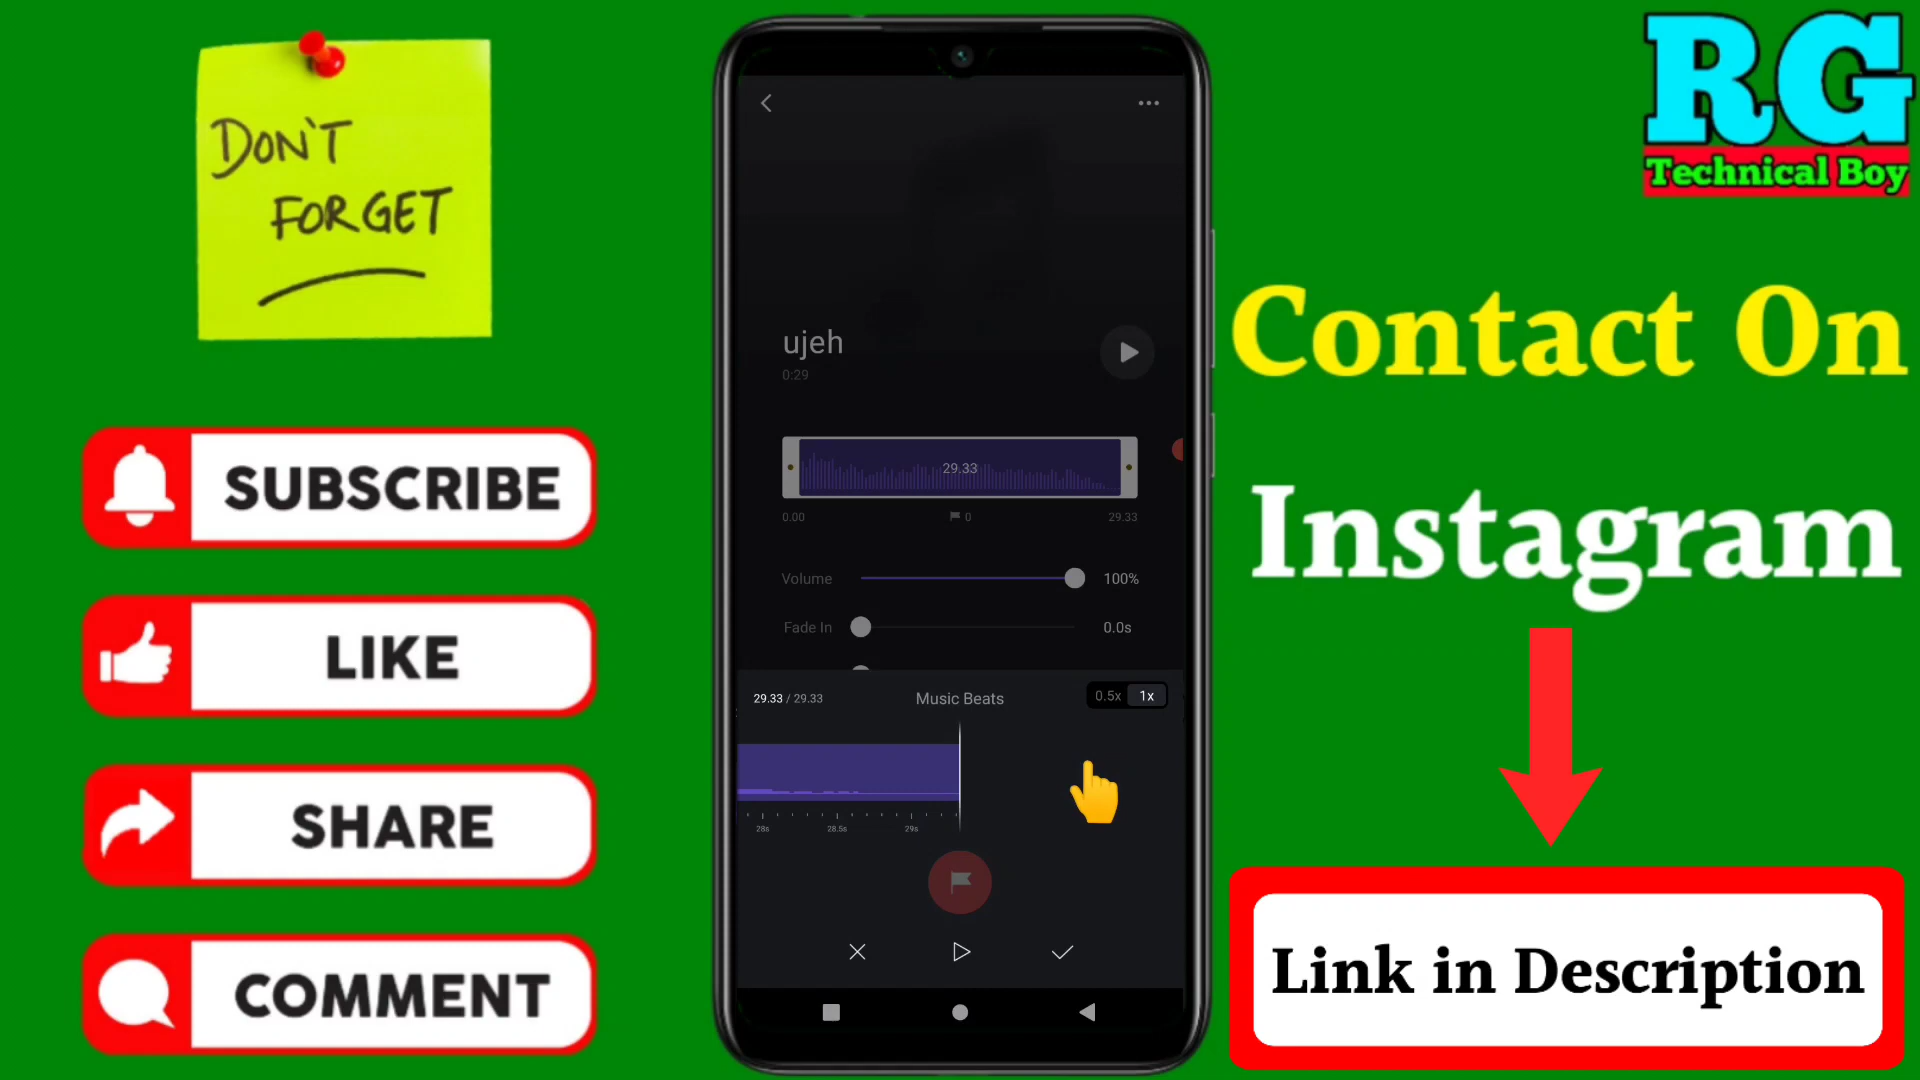 DON'T
FORGET
SUBSCRIBE
LIKE
SHARE
COMMENT
ujeh
0:29
29.33
0.00
0
29.33
Volume
100%
Fade In
0.0s
29.33 / 29.33
Music Beats
0.5x
1x
28s
28.5s
29s
RG
Technical Boy
Contact On
Instagram
Link in Description